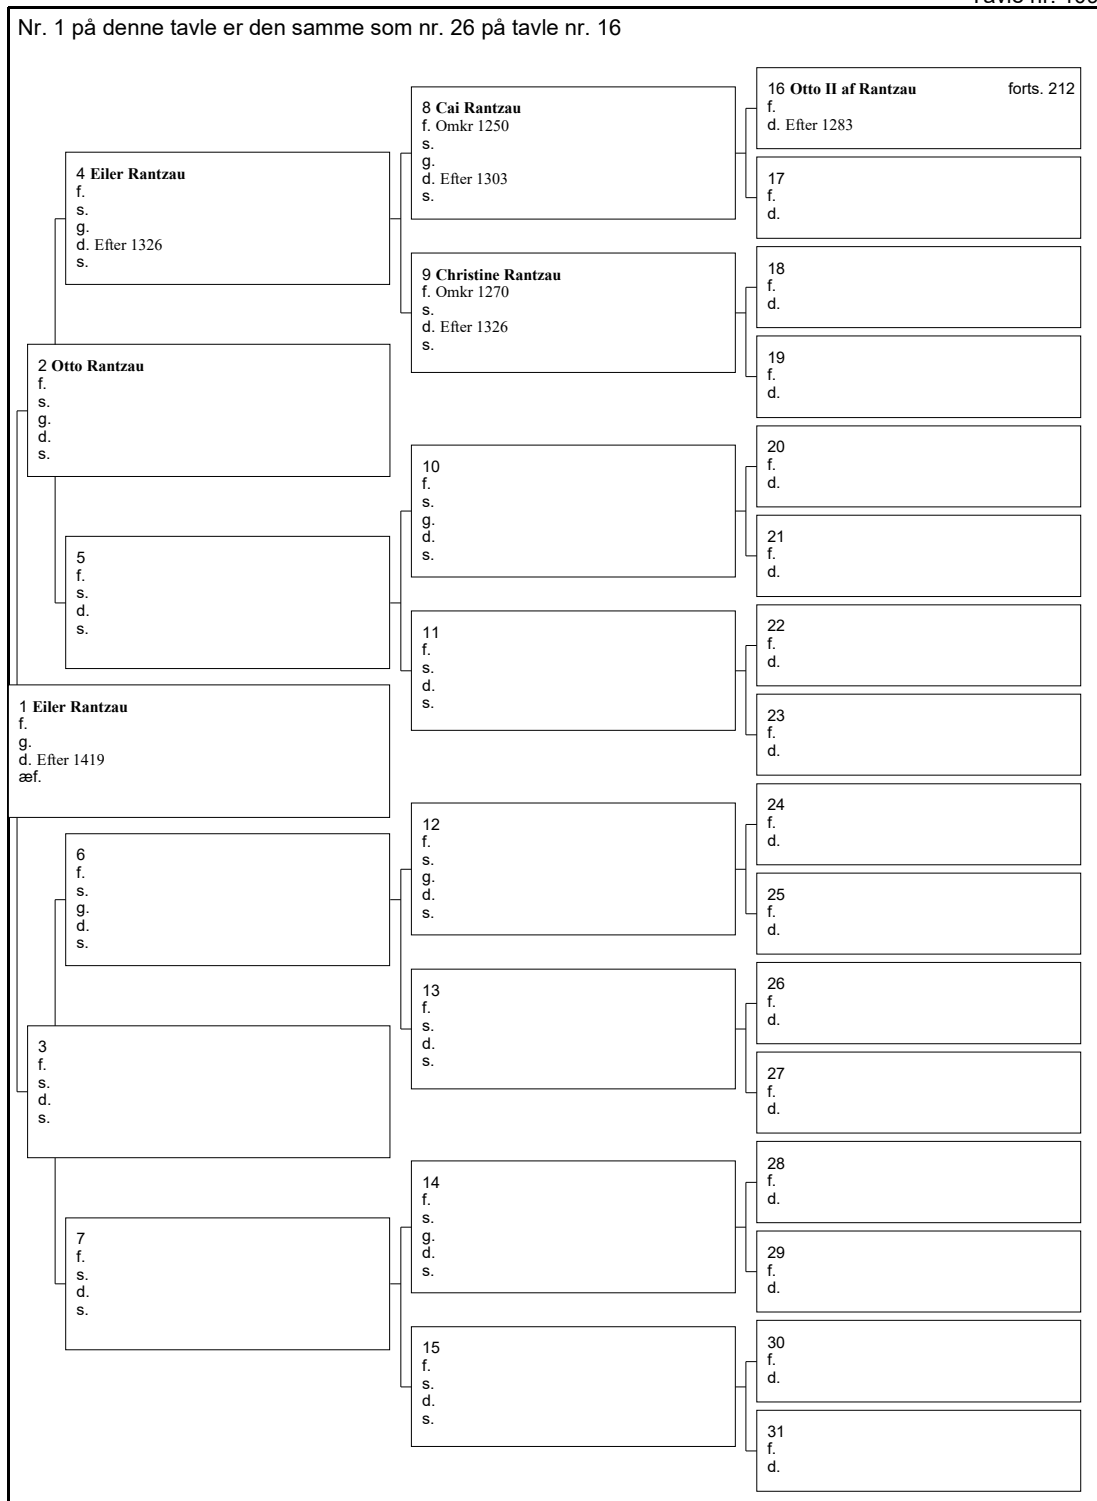 Nr. 1 på denne tavle er den samme som nr. 26 på tavle nr. 16
16 Otto II af Rantzau forts. 212
f.
d. Efter 1283
8 Cai Rantzau
f. Omkr 1250
s.
g.
d. Efter 1303
s.
4 Eiler Rantzau
f.
s.
g.
d. Efter 1326
s.
17
f.
d.
18
f.
d.
9 Christine Rantzau
f. Omkr 1270
s.
d. Efter 1326
s.
19
f.
d.
2 Otto Rantzau
f.
s.
g.
d.
s.
20
f.
d.
10
f.
s.
g.
d.
s.
21
f.
d.
5
f.
s.
d.
s.
22
f.
d.
11
f.
s.
d.
s.
23
f.
d.
1 Eiler Rantzau
f.
g.
d. Efter 1419
æf.
24
f.
d.
12
f.
s.
g.
d.
s.
6
f.
s.
g.
d.
s.
25
f.
d.
26
f.
d.
13
f.
s.
d.
s.
3
f.
s.
d.
s.
27
f.
d.
28
f.
d.
14
f.
s.
g.
d.
s.
7
f.
s.
d.
s.
29
f.
d.
30
f.
d.
15
f.
s.
d.
s.
31
f.
d.